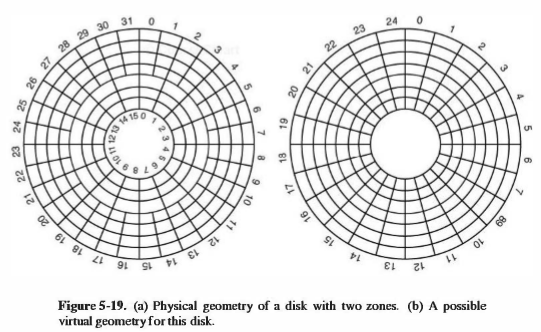 0 1 2 3 4 5 6 7 8 9 10 11 12 13 14 15 16 17 18 19 20 21 22 23 24 25 26 27 28 29 30 31
0 1 2 3 4 5 6 7 8 9 10 11 12 13 14 15
0 1 2 3 4 5 6 7 89 10 11 12 13 14 15 16 17 18 19 20 21 22 23 24
Figure 5-19. (a) Physical geometry of a disk with two zones. (b) A possible
virtual geometry for this disk.